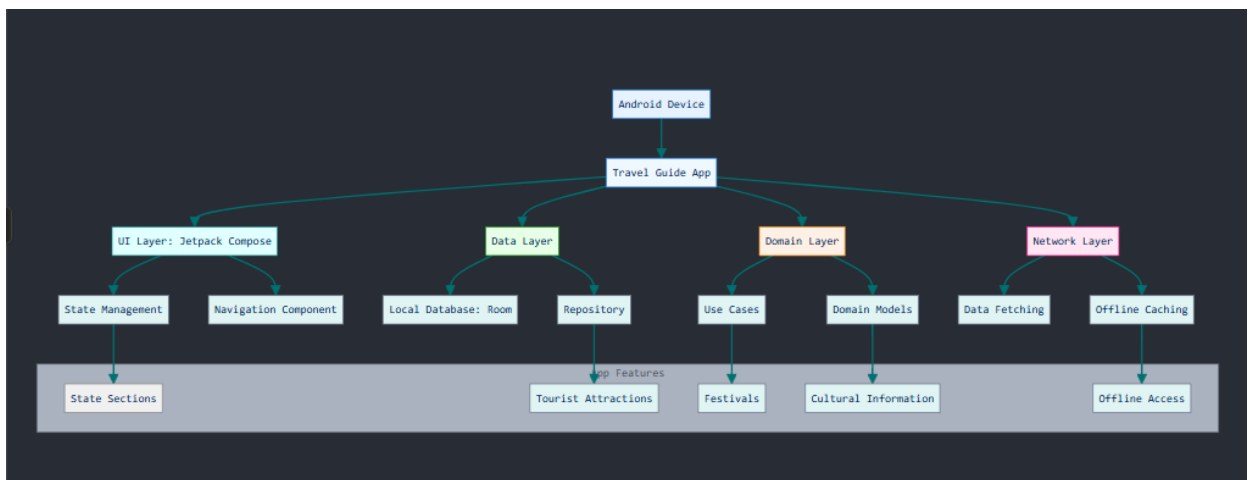 Android Device
Travel Guide App
UI Layer: Jetpack Compose
Data Layer
Domain Layer
Network Layer
State Management
Navigation Component
Local Database: Room
Repository
Use Cases
Domain Models
Data Fetching
Offline Caching
App Features
State Sections
Tourist Attractions
Festivals
Cultural Information
Offline Access